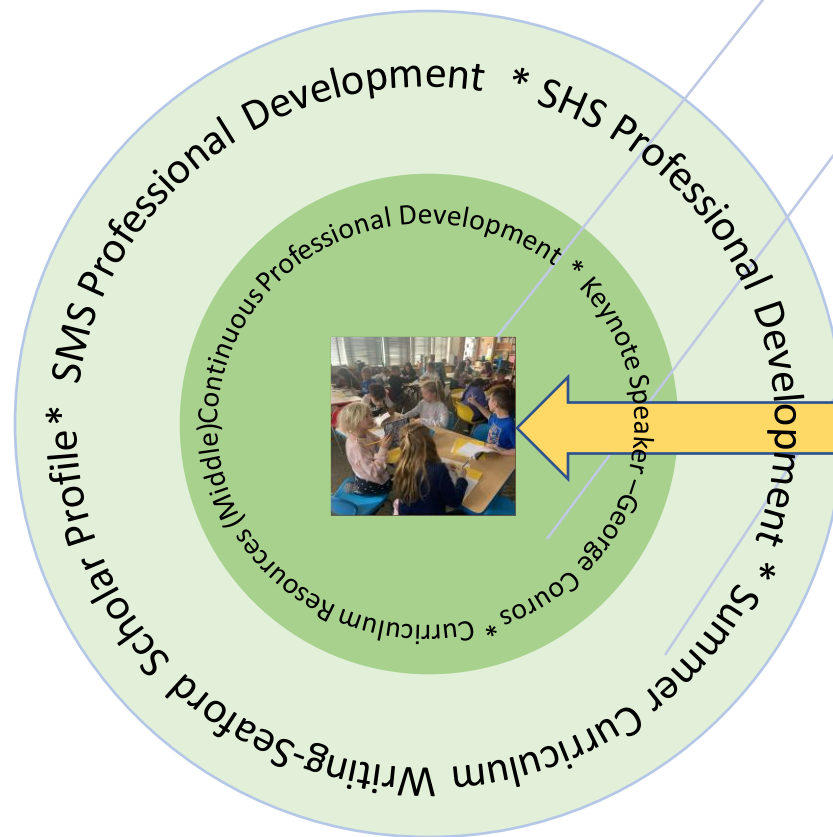 SMS Professional Development * SHS Professional Development * Summer Curriculum Writing-Seaford Scholar Profile*
Continuous Professional Development * Keynote Speaker –George Couros * Curriculum Resources (Middle)